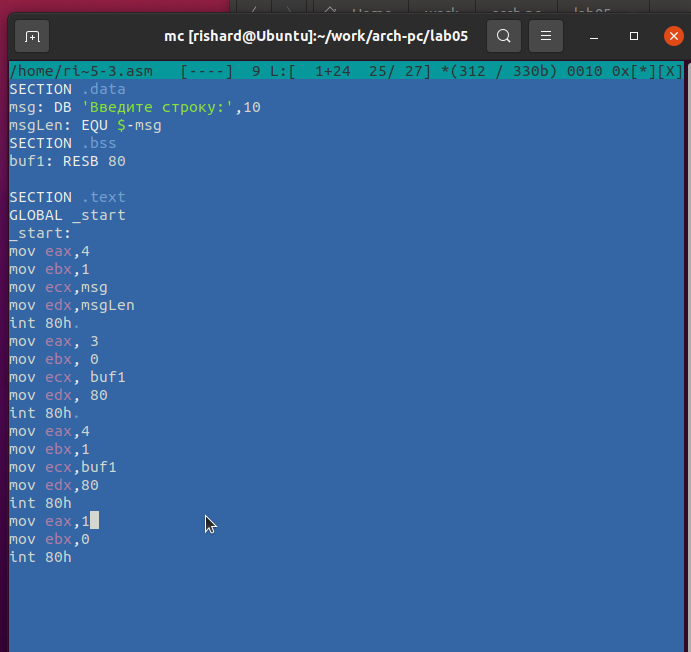 mc [rishard@Ubuntu]:~/work/arch-pc/lab05
/home/ri~5-3.asm   [----]  9 L:[  1+24  25/ 27] *(312 / 330b) 0010 0x[*][X]
SECTION .data
msg: DB 'Введите строку:',10
msgLen: EQU $-msg
SECTION .bss
buf1: RESB 80
SECTION .text
GLOBAL _start
_start:
mov eax,4
mov ebx,1
mov ecx,msg
mov edx,msgLen
int 80h.
mov eax, 3
mov ebx, 0
mov ecx, buf1
mov edx, 80
int 80h.
mov eax,4
mov ebx,1
mov ecx,buf1
mov edx,80
int 80h
mov eax,1
mov ebx,0
int 80h